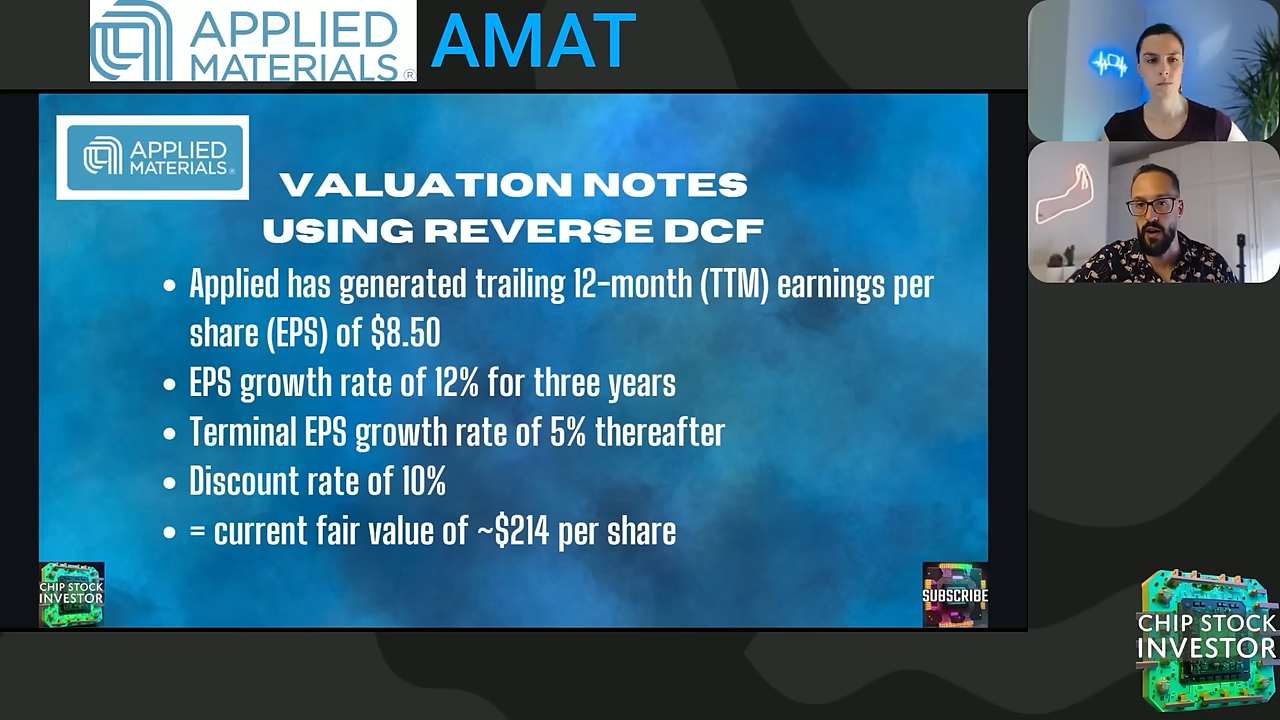 APPLIED
MATERIALS®
AMAT
APPLIED
MATERIALS®
VALUATION NOTES
USING REVERSE DCF
• Applied has generated trailing 12-month (TTM) earnings per
share (EPS) of $8.50
• EPS growth rate of 12% for three years
• Terminal EPS growth rate of 5% thereafter
• Discount rate of 10%
• = current fair value of ~$214 per share
CHIP STOCK
INVESTOR
SUBSCRIBE
CHIP STOCK
INVESTOR